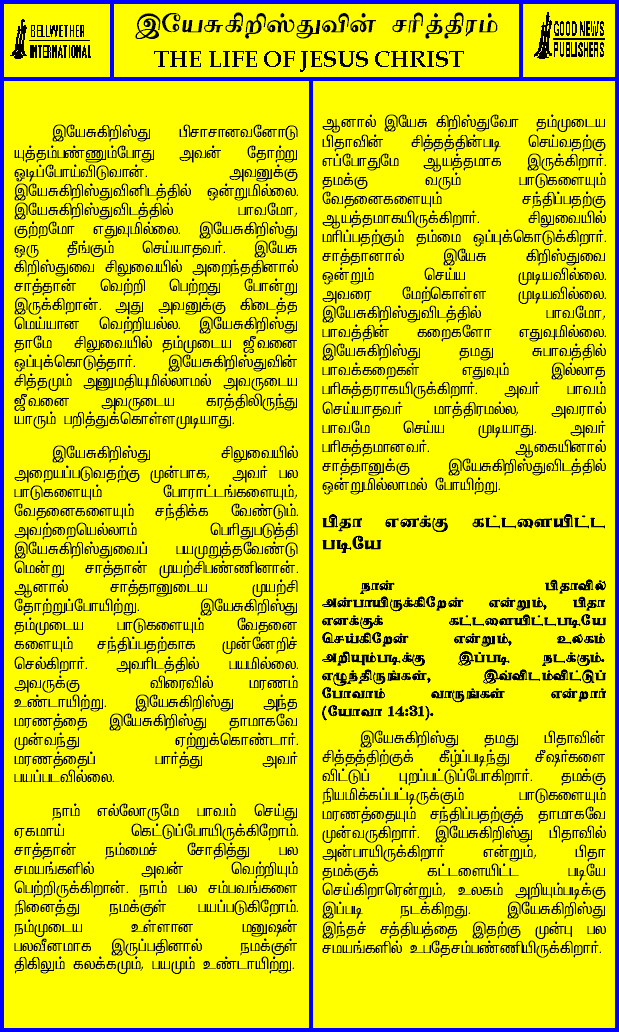 BELLWETHER
INTERNATIONAL
இயேசுகிறிஸ்துவின் சரித்திரம்
THE LIFE OF JESUS CHRIST
GOOD NEWS
PUBLISHERS
இயேசுகிறிஸ்து பிசாசானவனோடு
யுத்தம்பண்ணும்போது அவன் தோற்று
ஓடிப்போய்விடுவான். அவனுக்கு
இயேசுகிறிஸ்துவினிடத்தில் ஒன்றுமில்லை.
இயேசுகிறிஸ்துவிடத்தில் பாவமோ,
குற்றமோ எதுவுமில்லை. இயேசுகிறிஸ்து
ஒரு தீங்கும் செய்யாதவர். இயேசு
கிறிஸ்துவை சிலுவையில் அறைந்ததினால்
சாத்தான் வெற்றி பெற்றது போன்று
இருக்கிறான். அது அவனுக்கு கிடைத்த
மெய்யான வெற்றியல்ல. இயேசுகிறிஸ்து
தாமே சிலுவையில் தம்முடைய ஜீவனை
ஒப்புக்கொடுத்தார். இயேசுகிறிஸ்துவின்
சித்தமும் அனுமதியுமில்லாமல் அவருடைய
ஜீவனை அவருடைய கரத்திலிருந்து
யாரும் பறித்துக்கொள்ளமுடியாது.
இயேசுகிறிஸ்து சிலுவையில்
அறையப்படுவதற்கு முன்பாக, அவர் பல
பாடுகளையும் போராட்டங்களையும்,
வேதனைகளையும் சந்திக்க வேண்டும்.
அவற்றையெல்லாம் பெரிதுபடுத்தி
இயேசுகிறிஸ்துவைப் பயமுறுத்தவேண்டு
மென்று சாத்தான் முயற்சிபண்ணினான்.
ஆனால் சாத்தானுடைய முயற்சி
தோற்றுப்போயிற்று. இயேசுகிறிஸ்து
தம்முடைய பாடுகளையும் வேதனை
களையும் சந்திப்பதற்காக முன்னேறிச்
செல்கிறார். அவரிடத்தில் பயமில்லை.
அவருக்கு விரைவில் மரணம்
உண்டாயிற்று. இயேசுகிறிஸ்து அந்த
மரணத்தை இயேசுகிறிஸ்து தாமாகவே
முன்வந்து ஏற்றுக்கொண்டார்.
மரணத்தைப் பார்த்து அவர்
பயப்படவில்லை.
நாம் எல்லோருமே பாவம் செய்து
ஏகமாய் கெட்டுப்போயிருக்கிறோம்.
சாத்தான் நம்மைச் சோதித்து பல
சமயங்களில் அவன் வெற்றியும்
பெற்றிருக்கிறான். நாம் பல சம்பவங்களை
நினைத்து நமக்குள் பயப்படுகிறோம்.
நம்முடைய உள்ளான மனுஷன்
பலவீனமாக இருப்பதினால் நமக்குள்
திகிலும் கலக்கமும், பயமும் உண்டாயிற்று.
ஆனால் இயேசு கிறிஸ்துவோ தம்முடைய
பிதாவின் சித்தத்தின்படி செய்வதற்கு
எப்போதுமே ஆயத்தமாக இருக்கிறார்.
தமக்கு வரும் பாடுகளையும்
வேதனைகளையும் சந்திப்பதற்கு
ஆயத்தமாகயிருக்கிறார். சிலுவையில்
மரிப்பதற்கும் தம்மை ஒப்புக்கொடுக்கிறார்.
சாத்தானால் இயேசு கிறிஸ்துவை
ஒன்றும் செய்ய முடியவில்லை.
அவரை மேற்கொள்ள முடியவில்லை.
இயேசுகிறிஸ்துவிடத்தில் பாவமோ,
பாவத்தின் கறைகளோ எதுவுமில்லை.
இயேசுகிறிஸ்து தமது சுபாவத்தில்
பாவக்கறைகள் எதுவும் இல்லாத
பரிசுத்தராகயிருக்கிறார். அவர் பாவம்
செய்யாதவர் மாத்திரமல்ல, அவரால்
பாவமே செய்ய முடியாது. அவர்
பரிசுத்தமானவர். ஆகையினால்
சாத்தானுக்கு இயேசுகிறிஸ்துவிடத்தில்
ஒன்றுமில்லாமல் போயிற்று.
பிதா எனக்கு கட்டளையிட்ட
படியே
நான் பிதாவில்
அன்பாயிருக்கிறேன் என்றும், பிதா
எனக்குக் கட்டளையிட்டபடியே
செய்கிறேன் என்றும், உலகம்
அறியும்படிக்கு இப்படி நடக்கும்.
எழுந்திருங்கள், இவ்விடம்விட்டுப்
போவாம் வாருங்கள் என்றார்
(யோவா 14:31).
இயேசுகிறிஸ்து தமது பிதாவின்
சித்தத்திற்குக் கீழ்ப்படிந்து சீஷர்களை
விட்டுப் புறப்பட்டுப்போகிறார். தமக்கு
நியமிக்கப்பட்டிருக்கும் பாடுகளையும்
மரணத்தையும் சந்திப்பதற்குத் தாமாகவே
முன்வருகிறார். இயேசுகிறிஸ்து பிதாவில்
அன்பாயிருக்கிறார் என்றும், பிதா
தமக்குக் கட்டளையிட்ட படியே
செய்கிறாரென்றும், உலகம் அறியும்படிக்கு
இப்படி நடக்கிறது. இயேசுகிறிஸ்து
இந்தச் சத்தியத்தை இதற்கு முன்பு பல
சமயங்களில் உபதேசம்பண்ணியிருக்கிறார்.